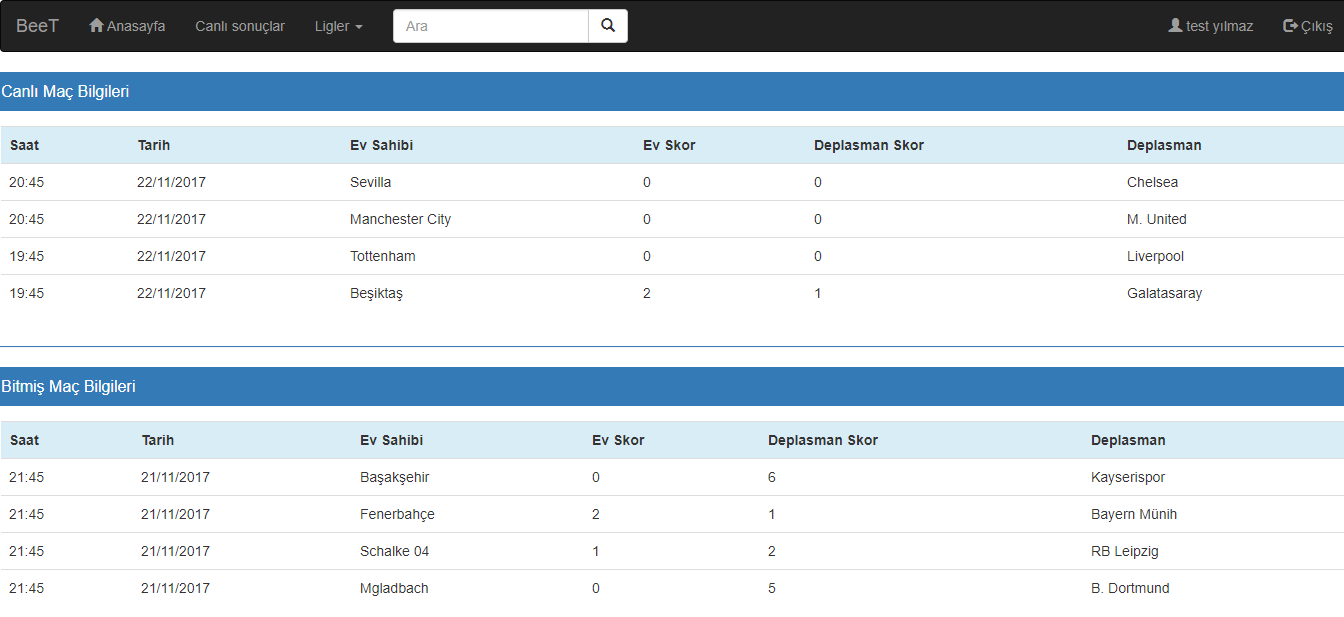 BeeT Anasayfa Canlı sonuçlar Ligler Ara test yılmaz Çıkış
Canlı Maç Bilgileri
Saat Tarih Ev Sahibi Ev Skor Deplasman Skor Deplasman
20:45 22/11/2017 Sevilla 0 0 Chelsea
20:45 22/11/2017 Manchester City 0 0 M. United
19:45 22/11/2017 Tottenham 0 0 Liverpool
19:45 22/11/2017 Beşiktaş 2 1 Galatasaray
Bitmiş Maç Bilgileri
Saat Tarih Ev Sahibi Ev Skor Deplasman Skor Deplasman
21:45 21/11/2017 Başakşehir 0 6 Kayserispor
21:45 21/11/2017 Fenerbahçe 2 1 Bayern Münih
21:45 21/11/2017 Schalke 04 1 2 RB Leipzig
21:45 21/11/2017 Mgladbach 0 5 B. Dortmund